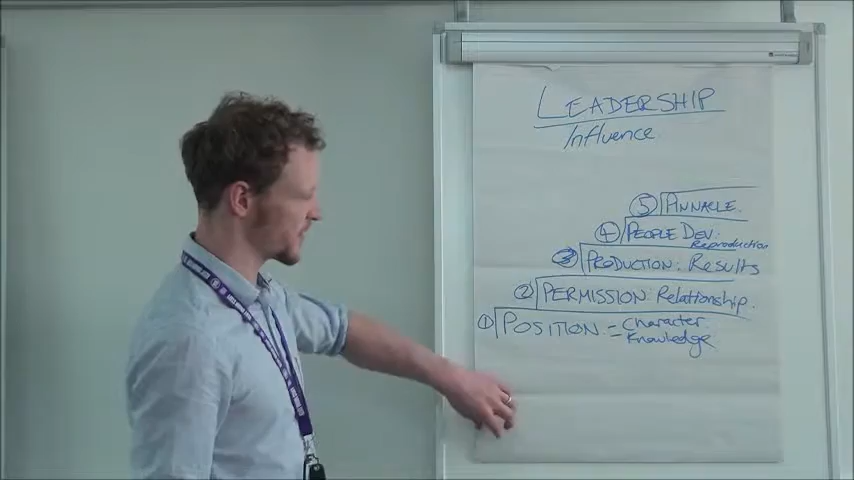 LEADERSHIP
Influence
⑤ PINNACLE.
④ PEOPLE DEV:
Reproduction
③ PRODUCTION: Results
② PERMISSION: Relationship.
① POSITION: - Character
- Knowledge